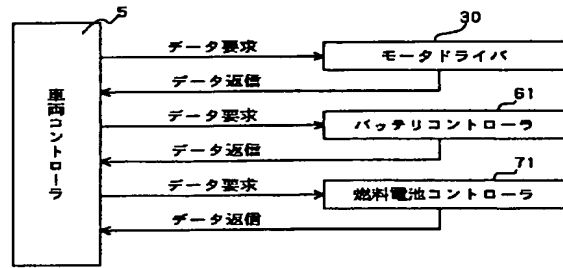 5
車両コントローラ
データ要求
30
モータドライバ
データ返信
データ要求
61
バッテリコントローラ
データ返信
データ要求
71
燃料電池コントローラ
データ返信